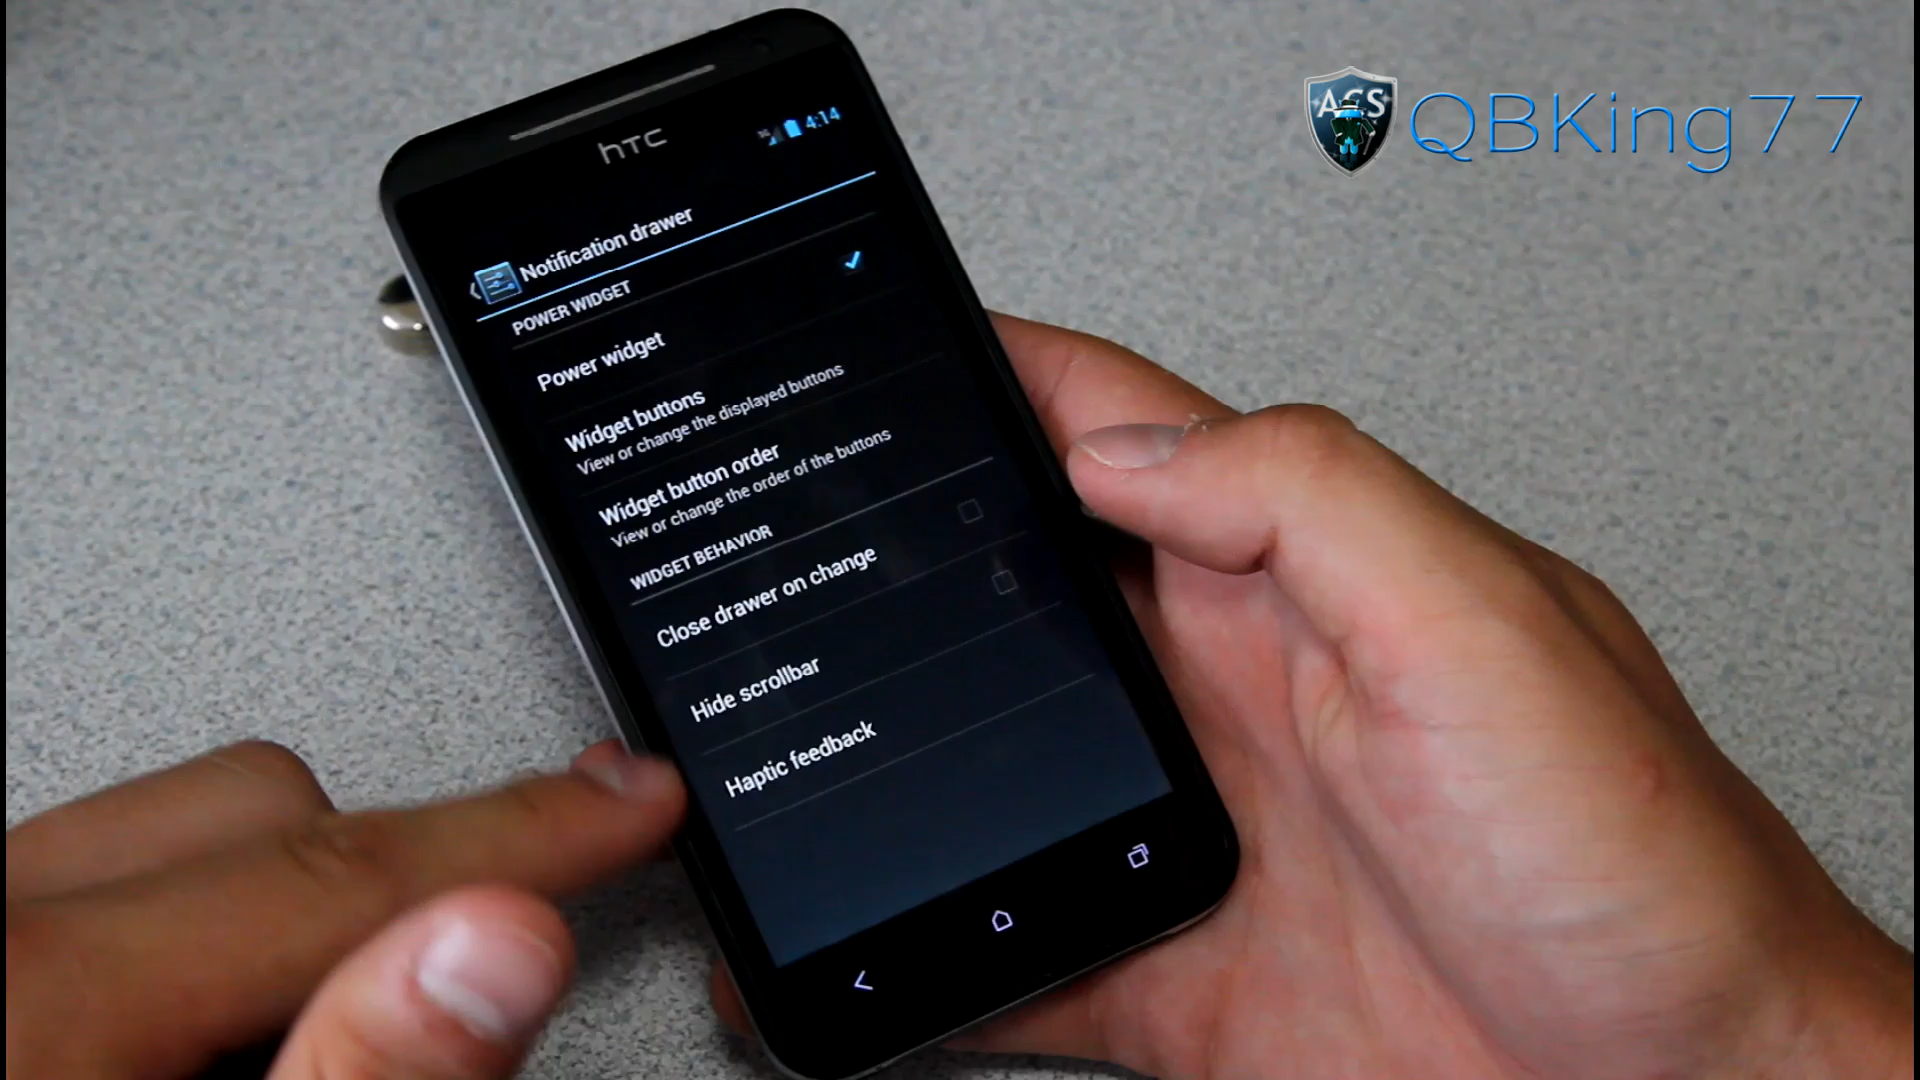 ACS
QBKing77
hTC
3G
4:14
Notification drawer
POWER WIDGET
Power widget
Widget buttons
View or change the displayed buttons
Widget button order
View or change the order of the buttons
WIDGET BEHAVIOR
Close drawer on change
Hide scrollbar
Haptic feedback